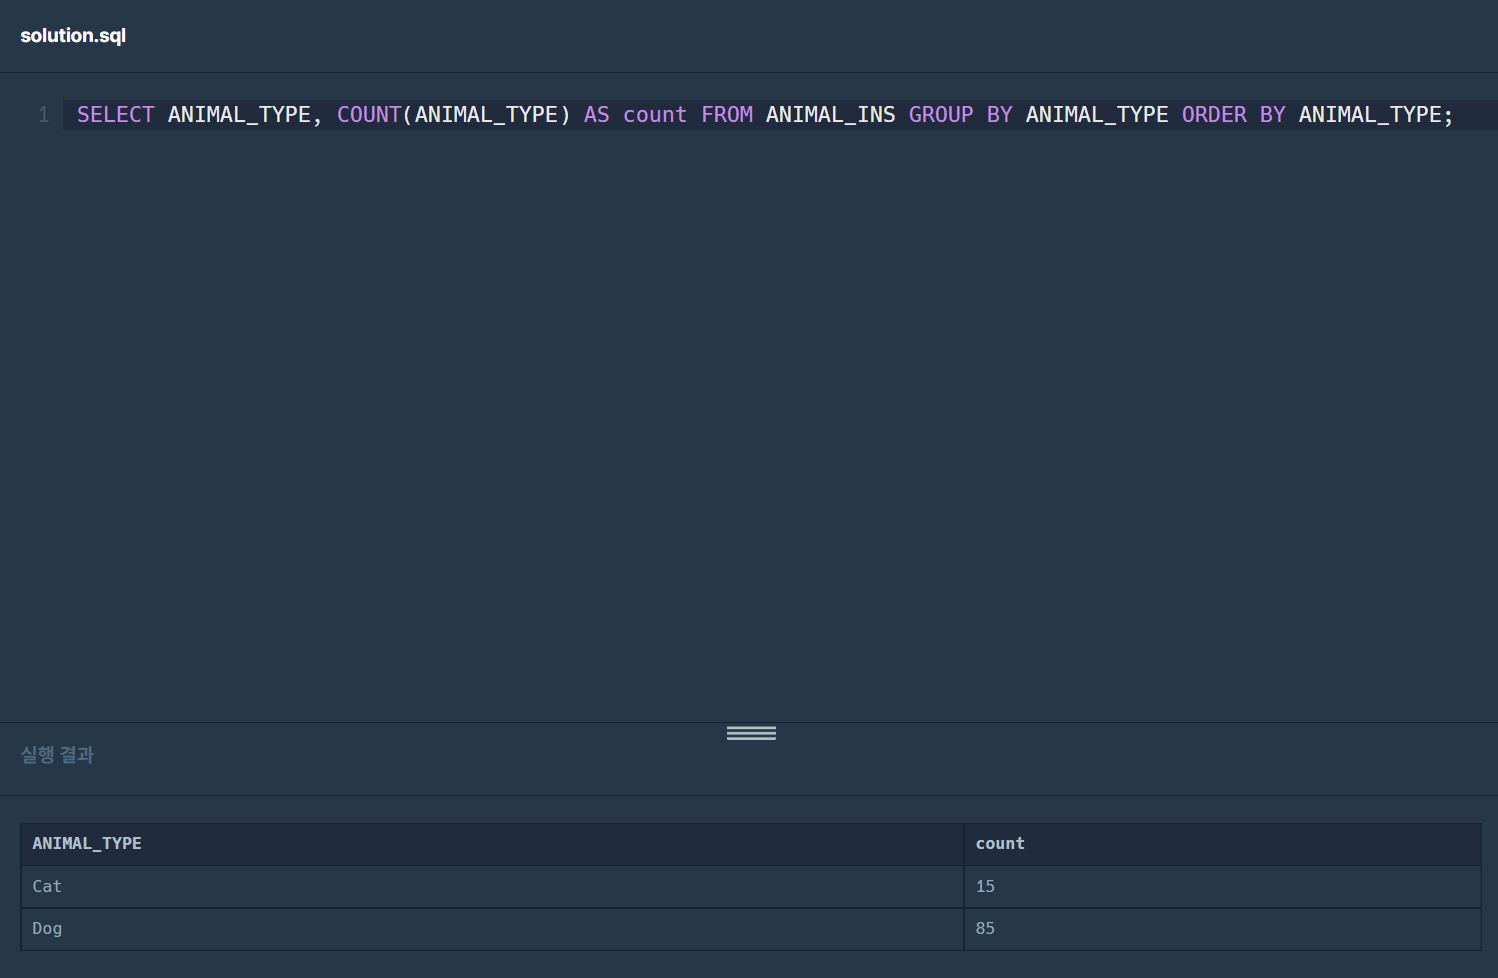 solution.sql
1 SELECT ANIMAL_TYPE, COUNT(ANIMAL_TYPE) AS count FROM ANIMAL_INS GROUP BY ANIMAL_TYPE ORDER BY ANIMAL_TYPE;
실행 결과
ANIMAL_TYPE count
Cat 15
Dog 85